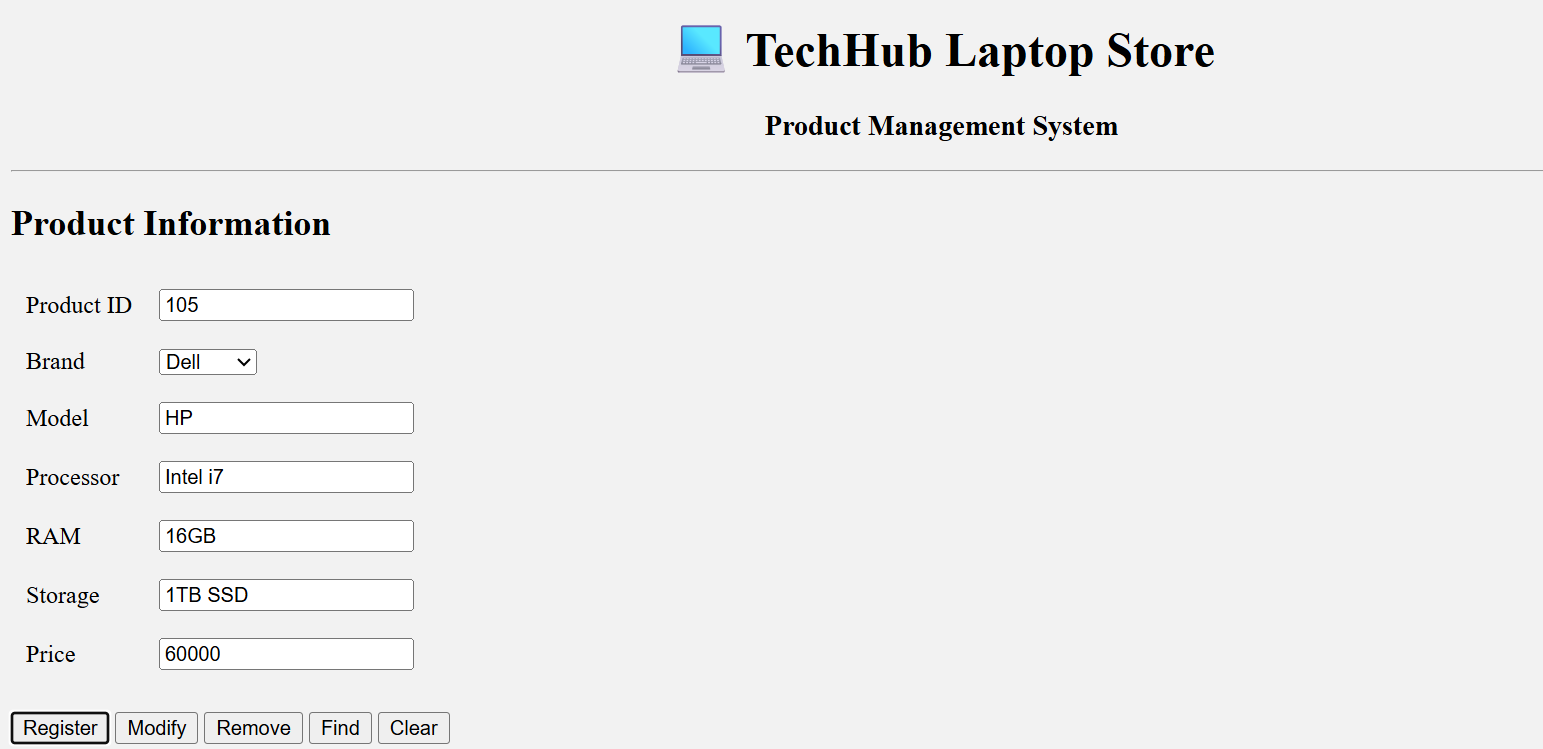 TechHub Laptop Store
Product Management System
Product Information
Product ID 105
Brand Dell
Model HP
Processor Intel i7
RAM 16GB
Storage 1TB SSD
Price 60000
Register Modify Remove Find Clear